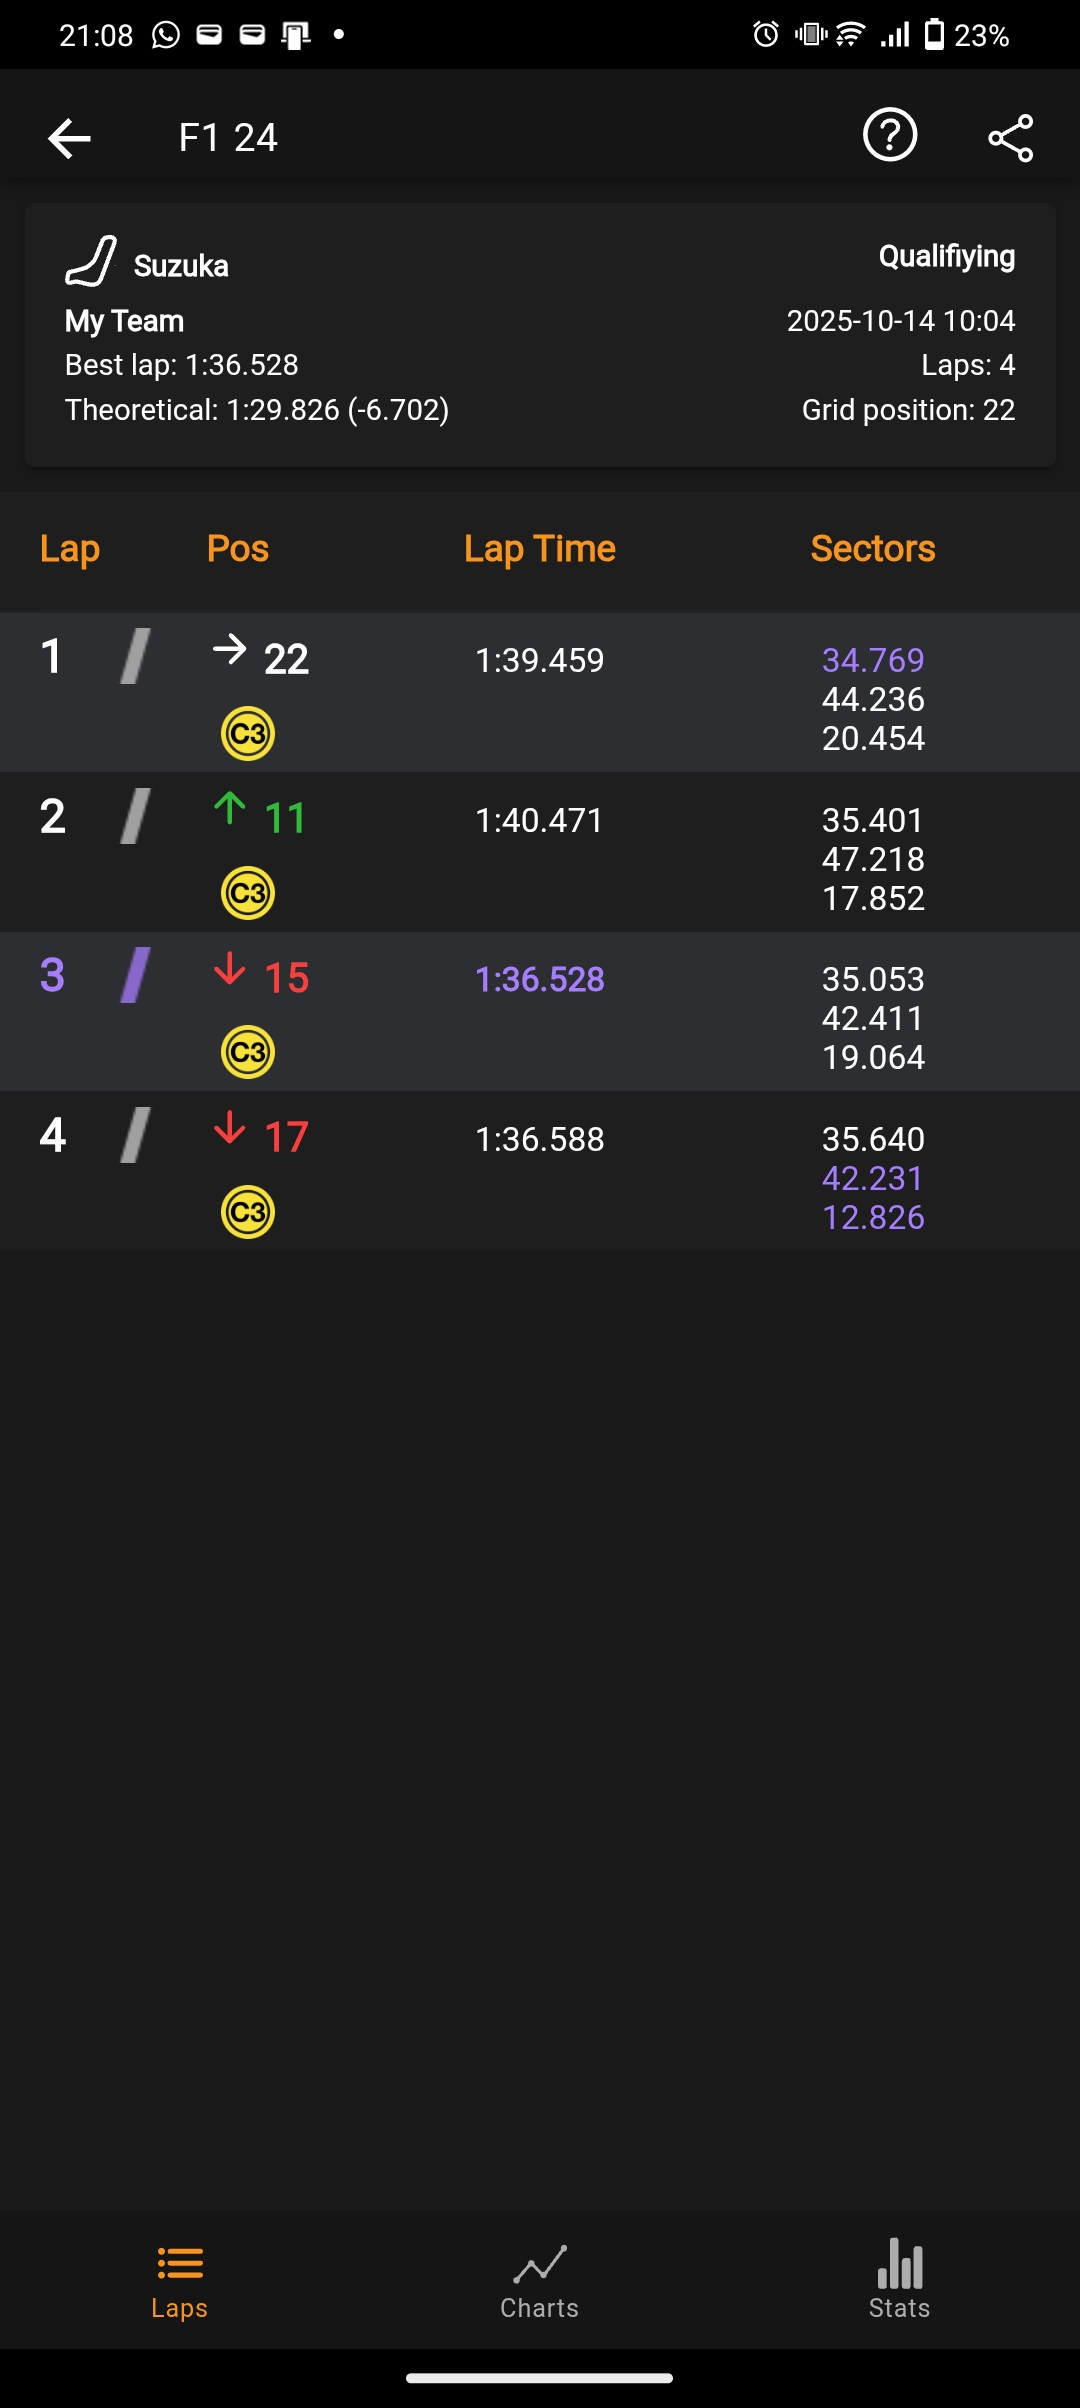 21:08 23%
F1 24
Suzuka Qualifiying
My Team 2025-10-14 10:04
Best lap: 1:36.528 Laps: 4
Theoretical: 1:29.826 (-6.702) Grid position: 22
Lap Pos Lap Time Sectors
1 22 1:39.459 34.769
44.236
C3 20.454
2 11 1:40.471 35.401
47.218
C3 17.852
3 15 1:36.528 35.053
42.411
C3 19.064
4 17 1:36.588 35.640
42.231
C3 12.826
Laps Charts Stats